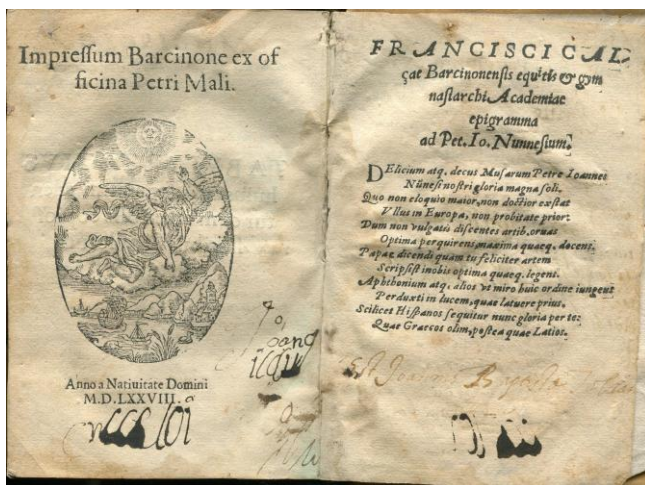 Impreſſum Barcinone ex of
ficina Petri Mali.
Anno a Natiuitate Domini
M.D.LXXVIII.
FRANCISCI CAL
çae Barcinonenſis equitis & gym
naſiarchi Academiae
epigramma
ad Pet. Io. Nunneſium.
DElicium atq. decus Muſarum Petre Ioannes
Nūneſi noſtri gloria magna ſoli.
Quo non eloquio maior, non doctior exſtat
Vllus in Europa, non probitate prior:
Dum non vulgatis diſcentes artib. ornas
Optima perquirens, maxima quaeq. docens.
Papae dicendi quam tu feliciter artem
Scripſiſti nobis optima quaeq. legent.
Aphthonium atq. alios vt miro huic ordine iungens
Perduxti in lucem, quae latuere prius.
Scilicet Hiſpanos ſequitur nunc gloria per te:
Quae Graecos olim, poſtea quae Latios.